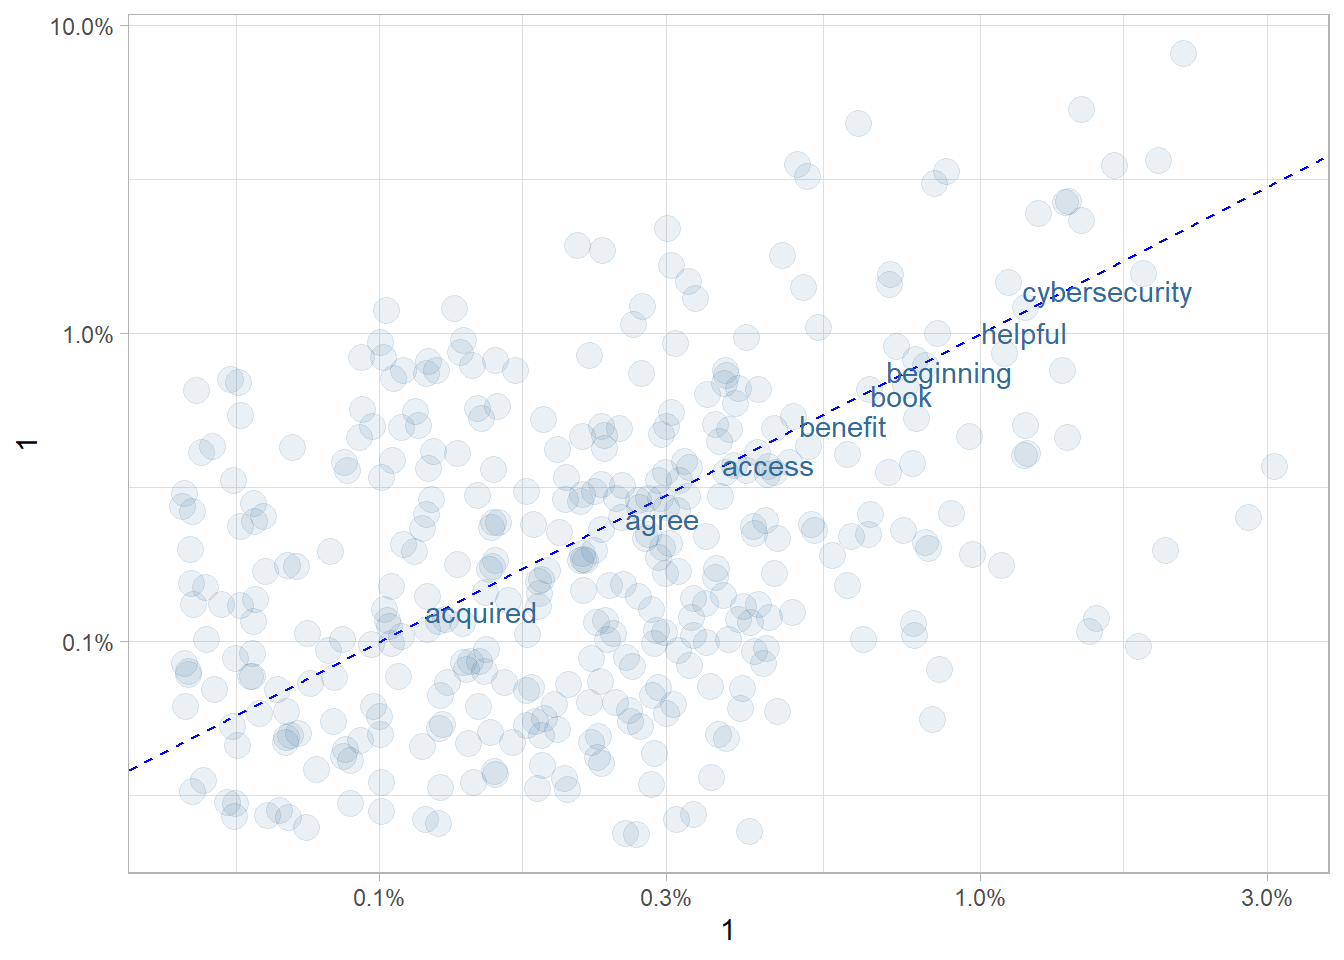 10.0%
cybersecurity
1.0%
helpful
beginning
book
1
benefit
access
agree
acquired
0.1%
0.1%
0.3%
1.0%
3.0%
1